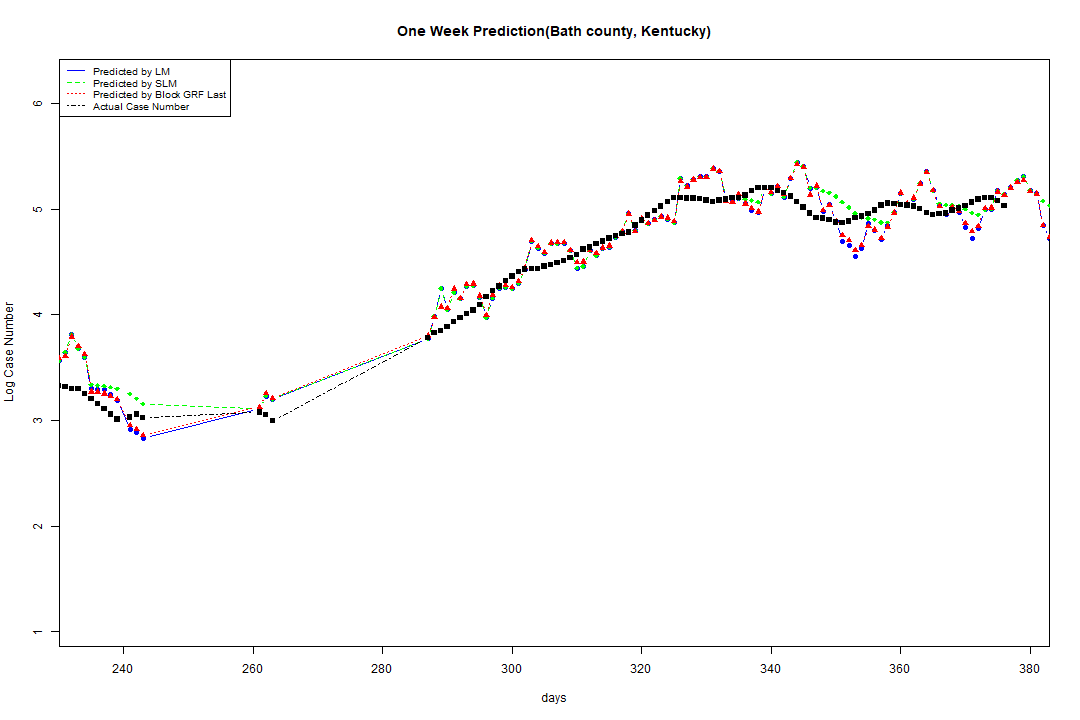 One Week Prediction(Bath county, Kentucky)
Predicted by LM
Predicted by SLM
Predicted by Block GRF Last
Actual Case Number
6
5
4
3
2
1
Log Case Number
240 260 280 300 320 340 360 380
days